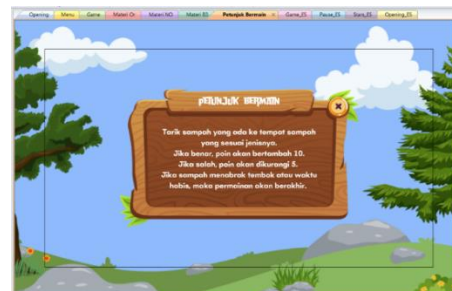 Opening Menu Game Materi Or Materi NO Materi B3 Petunjuk Bermain Game_ES Pause_ES Start_ES Opening_ES
PETUNJUK BERMAIN
Tarik sampah yang ada ke tempat sampah
yang sesuai jenisnya.
Jika benar, poin akan bertambah 10.
Jika salah, poin akan dikurangi 5.
Jika sampah menabrak tembok atau waktu
habis, maka permainan akan berakhir.